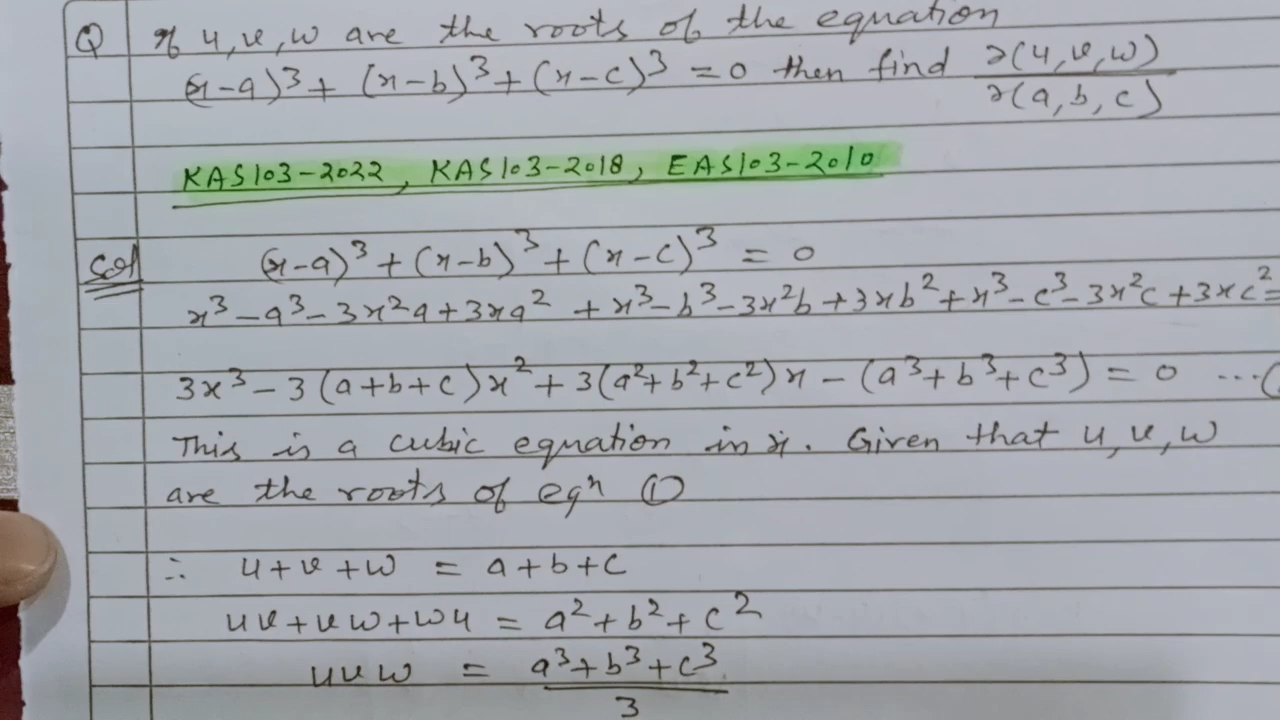 Q If u, v, w are the roots of the equation
(x-a)³ + (x-b)³ + (x-c)³ = 0 then find ∂(u,v,w)/∂(a,b,c)
KAS103-2022, KAS103-2018, EAS103-2010
Sol (x-a)³ + (x-b)³ + (x-c)³ = 0
x³-a³-3x²a+3xa² + x³-b³-3x²b+3xb²+x³-c³-3x²c+3xc²=
3x³-3(a+b+c)x²+3(a²+b²+c²)x-(a³+b³+c³)=0 ...(
This is a cubic equation in x. Given that u, v, w
are the roots of eqⁿ ①
∴ u+v+w = a+b+c
uv+vw+wu = a²+b²+c²
uvw = a³+b³+c³/3